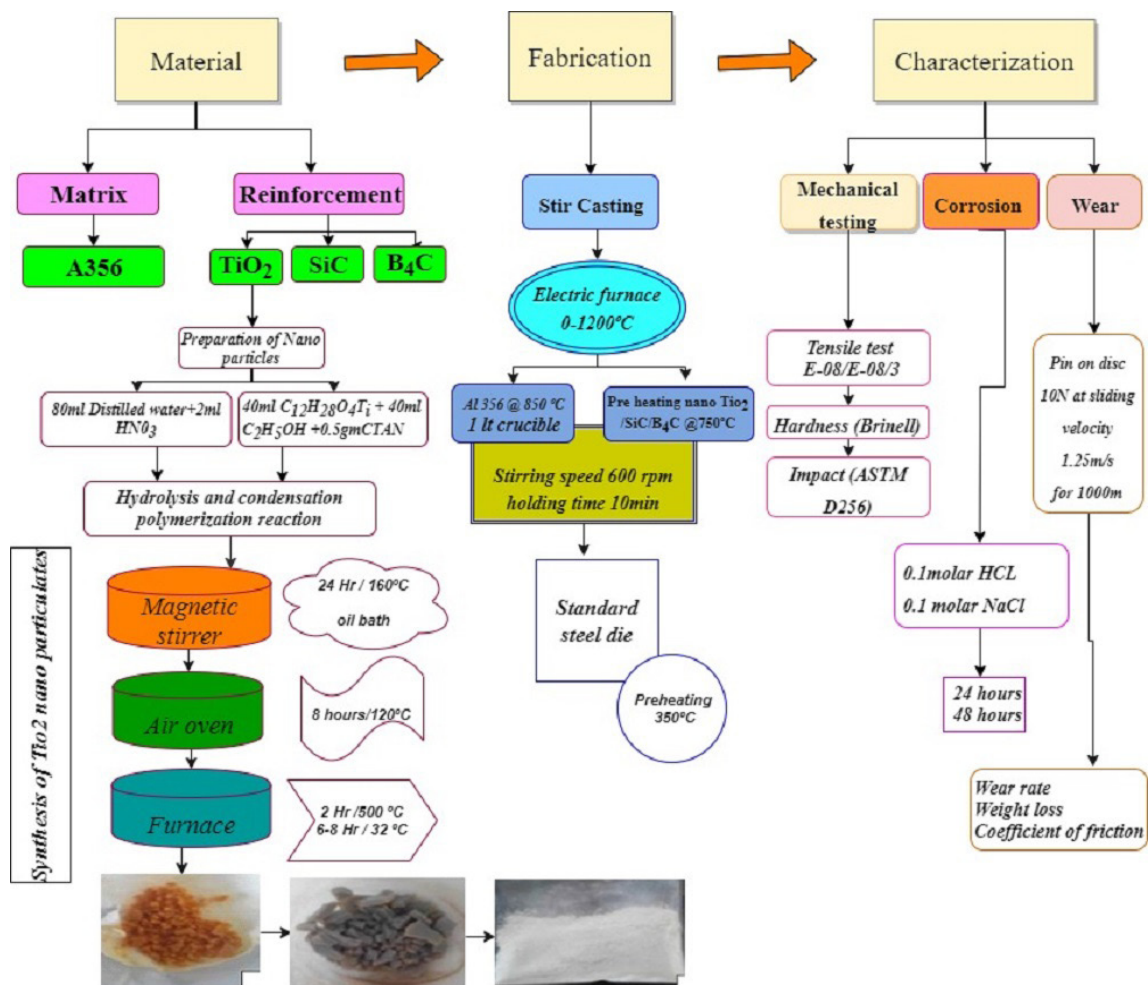 Material
Fabrication
Characterization
Matrix
Reinforcement
A356
TiO2
SiC
B4C
Preparation of Nano
particles
80ml Distilled water+2ml
HN03
40ml C12H28O4Ti + 40ml
C2H5OH +0.5gmCTAN
Hydrolysis and condensation
polymerization reaction
Synthesis of Tio2 nano particulates
Magnetic
stirrer
24 Hr / 160°C
oil bath
Air oven
8 hours/120°C
Furnace
2 Hr /500 °C
6-8 Hr / 32 °C
Stir Casting
Electric furnace
0-1200°C
Al 356 @ 850 °C
1 lt crucible
Pre heating nano Tio2
/SiC/B4C @750°C
Stirring speed 600 rpm
holding time 10min
Standard
steel die
Preheating
350°C
Mechanical
testing
Corrosion
Wear
Tensile test
E-08/E-08/3
Hardness (Brinell)
Impact (ASTM
D256)
0.1molar HCL
0.1 molar NaCl
24 hours
48 hours
Pin on disc
10N at sliding
velocity
1.25m/s
for 1000m
Wear rate
Weight loss
Coefficient of friction